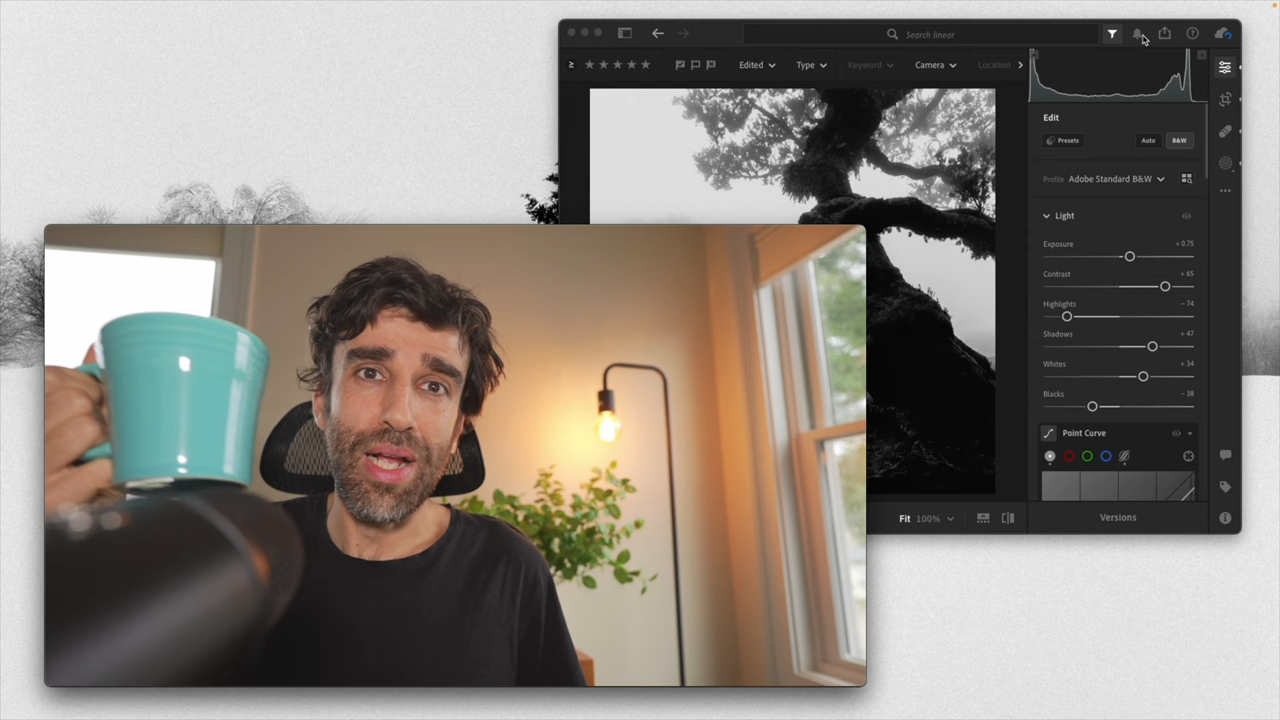 Search linear
≥
Edited
Type
Keyword
Camera
Location
Edit
Presets
Auto
B&W
Profile Adobe Standard B&W
Light
Exposure + 0.75
Contrast + 65
Highlights − 74
Shadows + 47
Whites + 34
Blacks − 38
Point Curve
Fit 100%
Versions